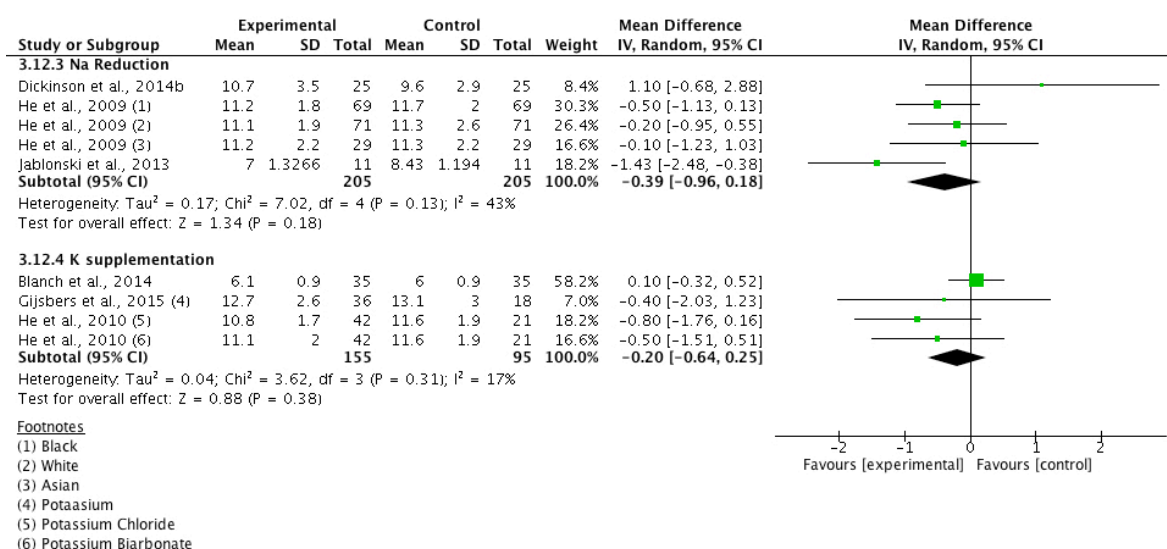 Experimental Control Mean Difference Mean Difference
Study or Subgroup Mean SD Total Mean SD Total Weight IV, Random, 95% CI IV, Random, 95% CI
3.12.3 Na Reduction
Dickinson et al., 2014b 10.7 3.5 25 9.6 2.9 25 8.4% 1.10 [−0.68, 2.88]
He et al., 2009 (1) 11.2 1.8 69 11.7 2 69 30.3% −0.50 [−1.13, 0.13]
He et al., 2009 (2) 11.1 1.9 71 11.3 2.6 71 26.4% −0.20 [−0.95, 0.55]
He et al., 2009 (3) 11.2 2.2 29 11.3 2.2 29 16.6% −0.10 [−1.23, 1.03]
Jablonski et al., 2013 7 1.3266 11 8.43 1.194 11 18.2% −1.43 [−2.48, −0.38]
Subtotal (95% CI) 205 205 100.0% −0.39 [−0.96, 0.18]
Heterogeneity: Tau² = 0.17; Chi² = 7.02, df = 4 (P = 0.13); I² = 43%
Test for overall effect: Z = 1.34 (P = 0.18)
3.12.4 K supplementation
Blanch et al., 2014 6.1 0.9 35 6 0.9 35 58.2% 0.10 [−0.32, 0.52]
Gijsbers et al., 2015 (4) 12.7 2.6 36 13.1 3 18 7.0% −0.40 [−2.03, 1.23]
He et al., 2010 (5) 10.8 1.7 42 11.6 1.9 21 18.2% −0.80 [−1.76, 0.16]
He et al., 2010 (6) 11.1 2 42 11.6 1.9 21 16.6% −0.50 [−1.51, 0.51]
Subtotal (95% CI) 155 95 100.0% −0.20 [−0.64, 0.25]
Heterogeneity: Tau² = 0.04; Chi² = 3.62, df = 3 (P = 0.31); I² = 17%
Test for overall effect: Z = 0.88 (P = 0.38)
Footnotes
(1) Black
(2) White
(3) Asian
(4) Potaasium
(5) Potassium Chloride
(6) Potassium Biarbonate
−2 −1 0 1 2
Favours [experimental] Favours [control]